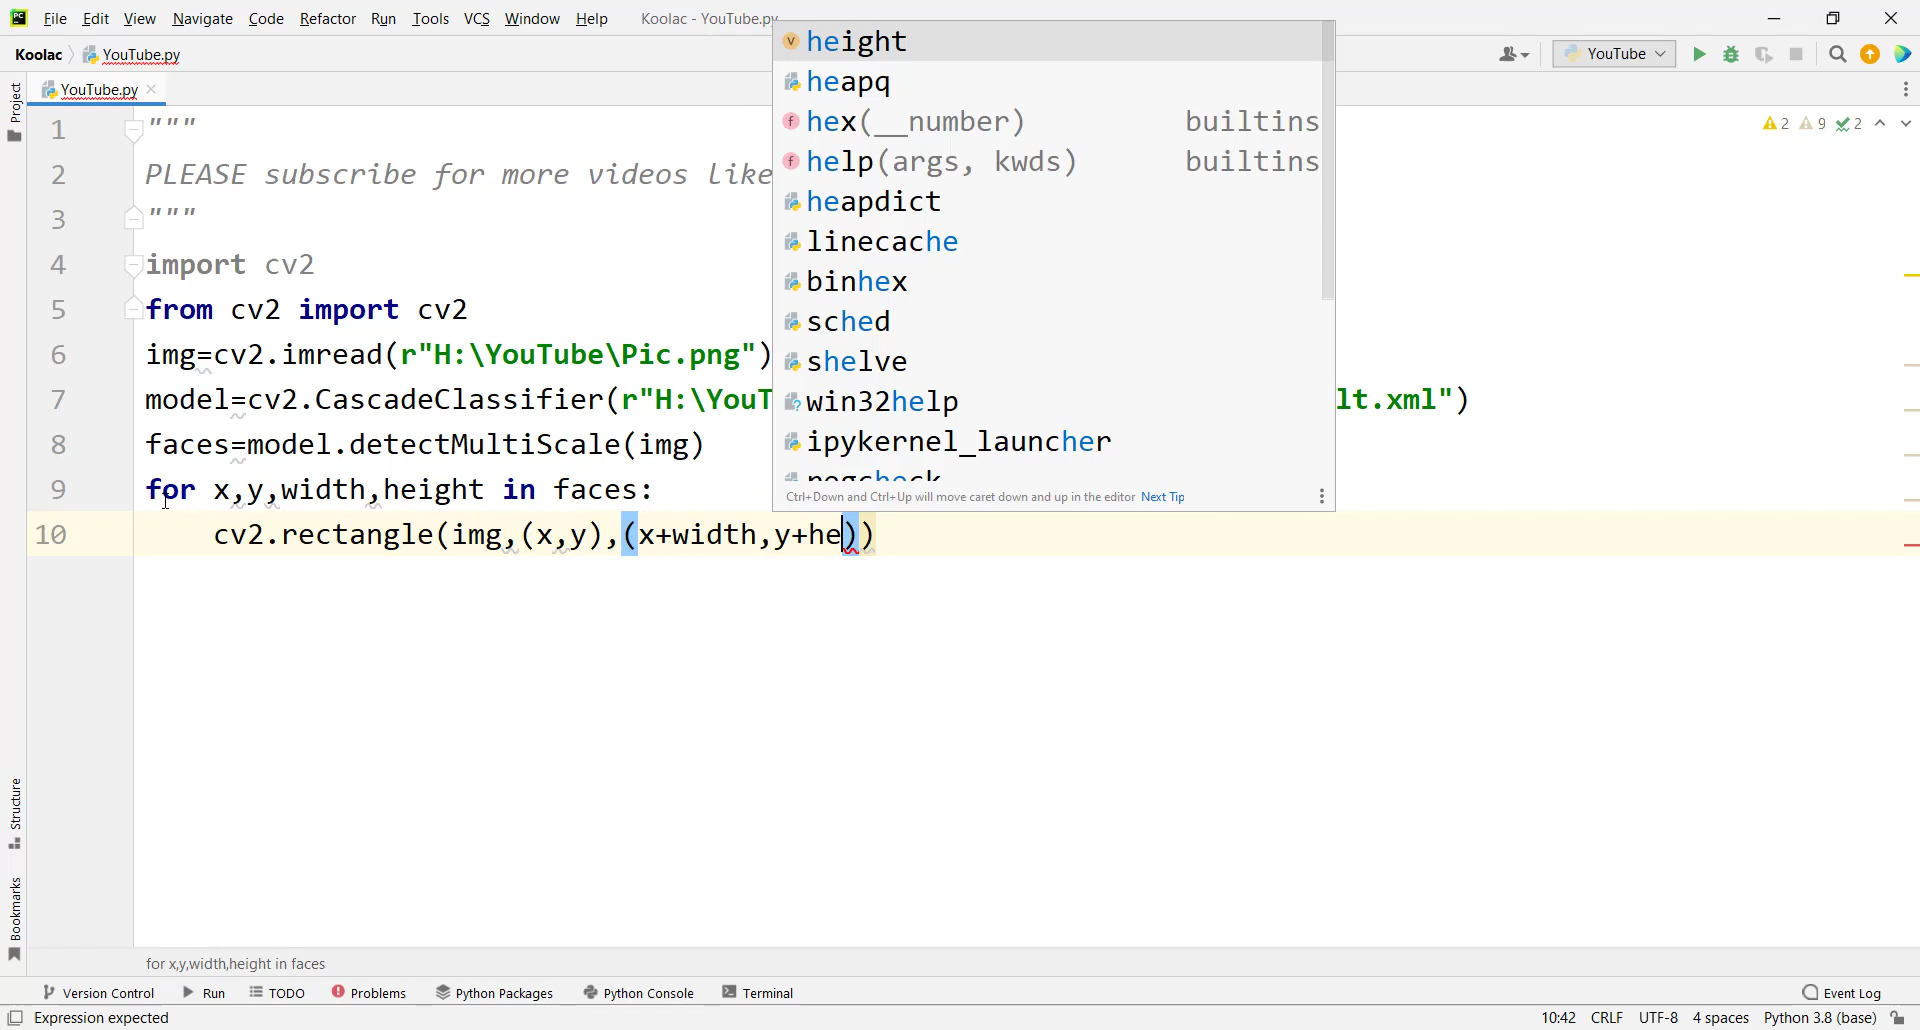 File Edit View Navigate Code Refactor Run Tools VCS Window Help Koolac - YouTube.py
Koolac YouTube.py YouTube
YouTube.py
Project
1 """
2 PLEASE subscribe for more videos like
3 """
4 import cv2
5 from cv2 import cv2
6 img=cv2.imread(r"H:\YouTube\Pic.png")
7 model=cv2.CascadeClassifier(r"H:\YouT lt.xml")
8 faces=model.detectMultiScale(img)
9 for x,y,width,height in faces:
10 cv2.rectangle(img,(x,y),(x+width,y+he))
2 9 2
height
heapq
hex(__number) builtins
help(args, kwds) builtins
heapdict
linecache
binhex
sched
shelve
win32help
ipykernel_launcher
Ctrl+Down and Ctrl+Up will move caret down and up in the editor Next Tip
Structure
Bookmarks
for x,y,width,height in faces
Version Control Run TODO Problems Python Packages Python Console Terminal Event Log
Expression expected 10:42 CRLF UTF-8 4 spaces Python 3.8 (base)